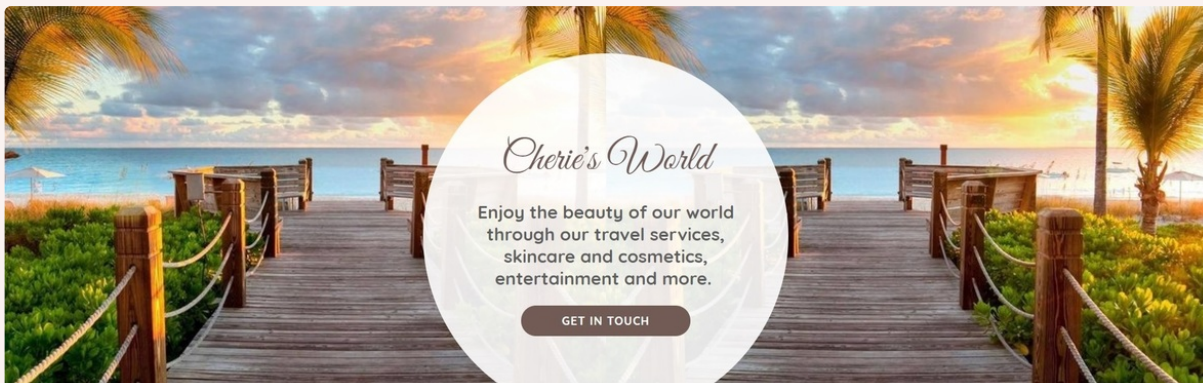 Cherie's World
Enjoy the beauty of our world
through our travel services,
skincare and cosmetics,
entertainment and more.
GET IN TOUCH